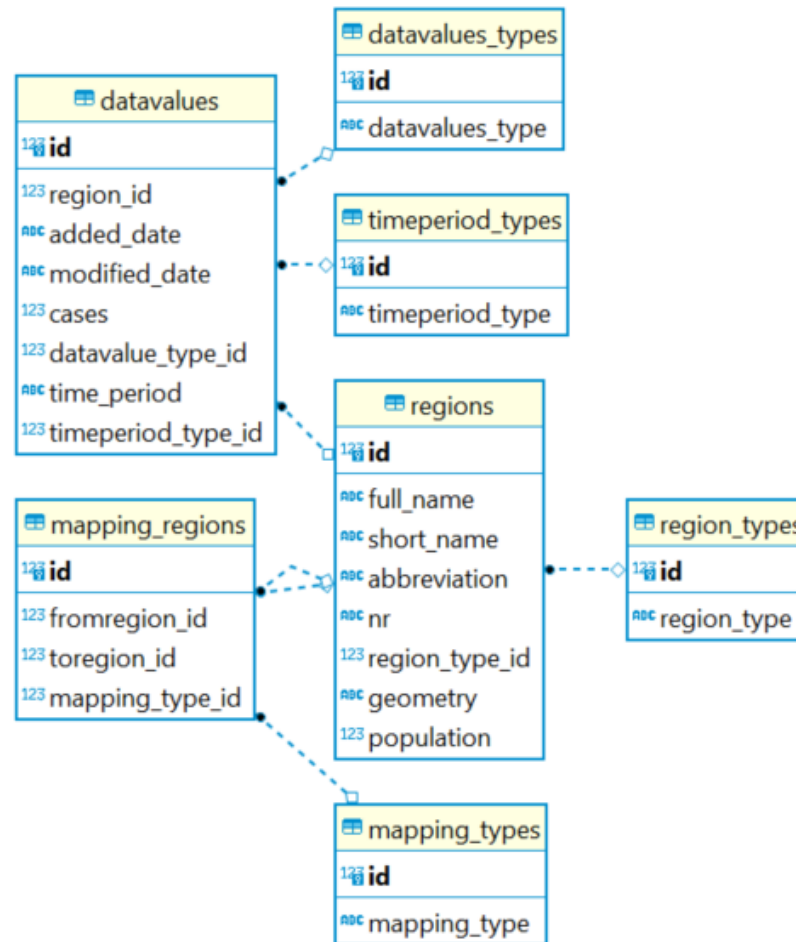 datavalues_types
id
datavalues_type
datavalues
id
region_id
added_date
modified_date
cases
datavalue_type_id
time_period
timeperiod_type_id
timeperiod_types
id
timeperiod_type
regions
id
full_name
short_name
abbreviation
nr
region_type_id
geometry
population
mapping_regions
id
fromregion_id
toregion_id
mapping_type_id
region_types
id
region_type
mapping_types
id
mapping_type